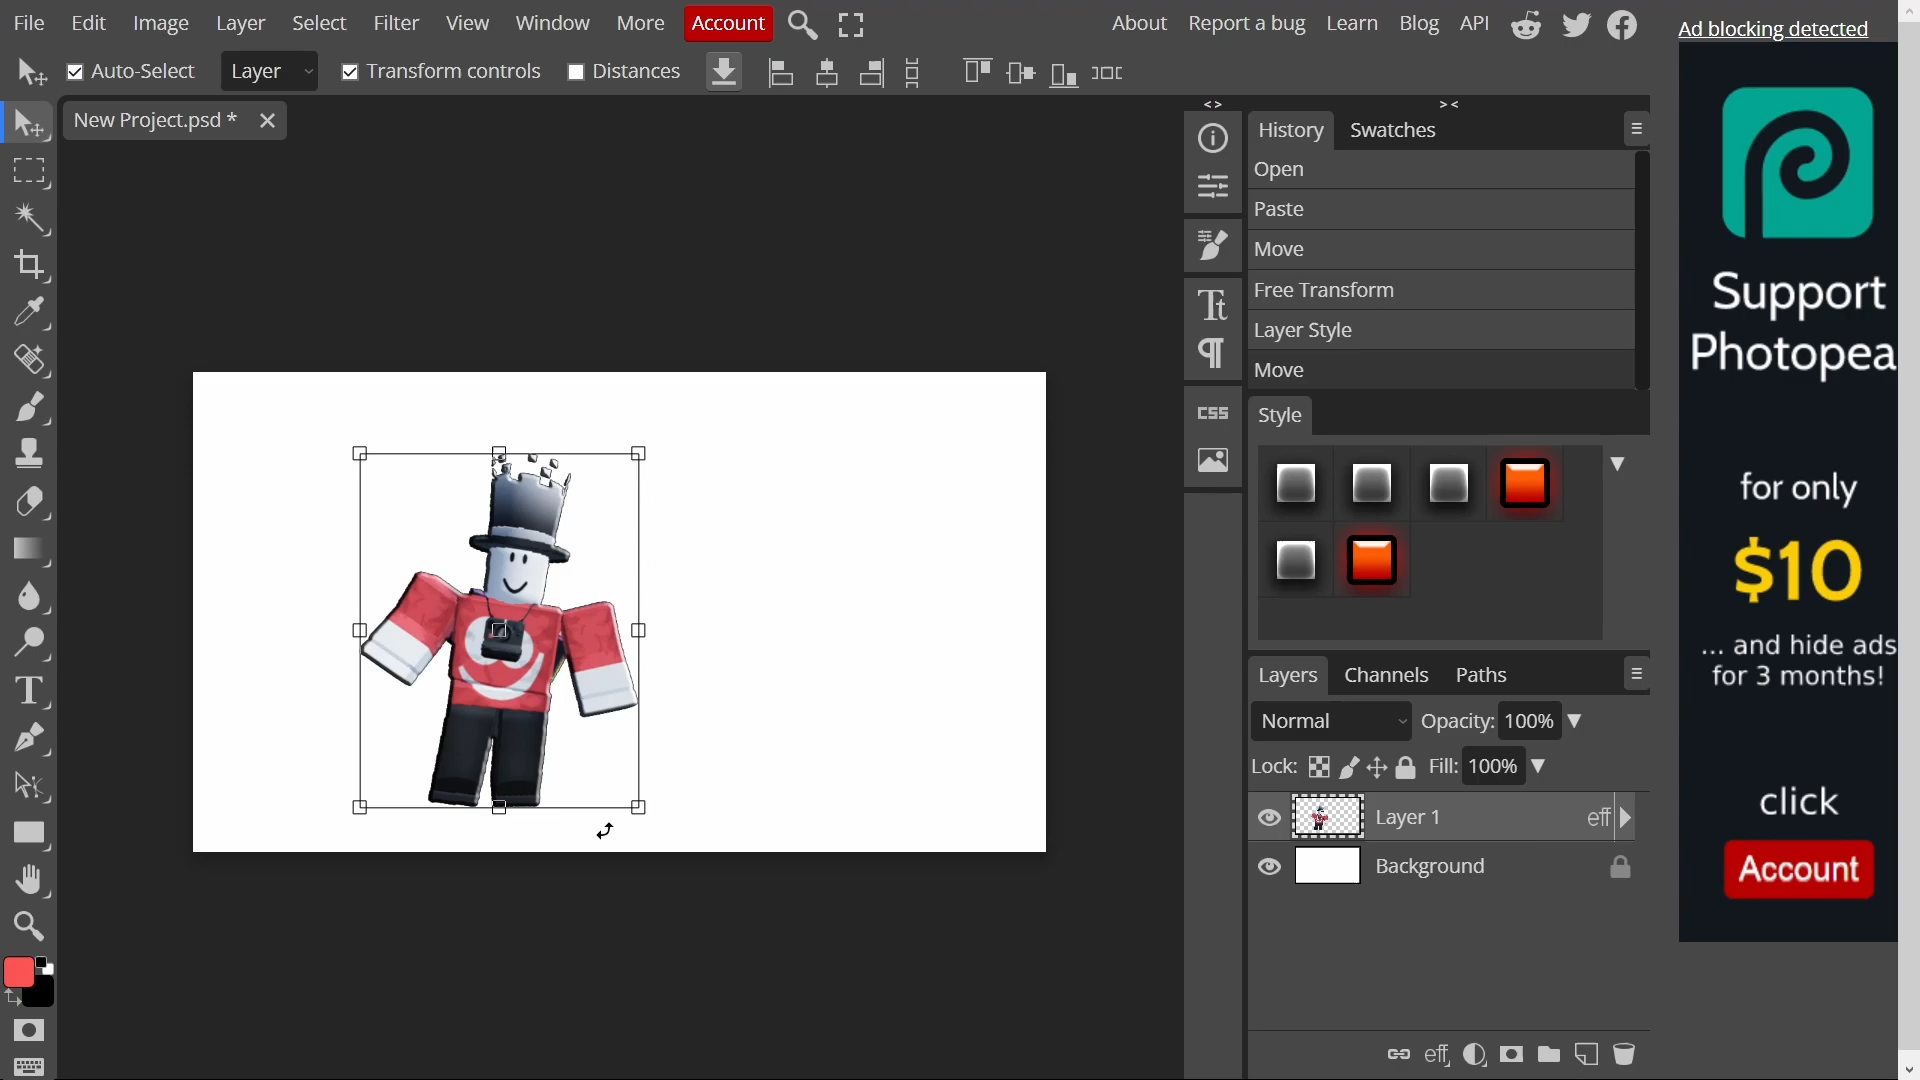 File Edit Image Layer Select Filter View Window More Account About Report a bug Learn Blog API Ad blocking detected
Auto-Select Layer Transform controls Distances
New Project.psd *
History Swatches
Open
Paste
Move
Free Transform
Layer Style
Move
CSS
Style
Layers Channels Paths
Normal Opacity: 100%
Lock: Fill: 100%
Layer 1 eff
Background
eff
Support
Photopea
for only
$10
... and hide ads
for 3 months!
click
Account